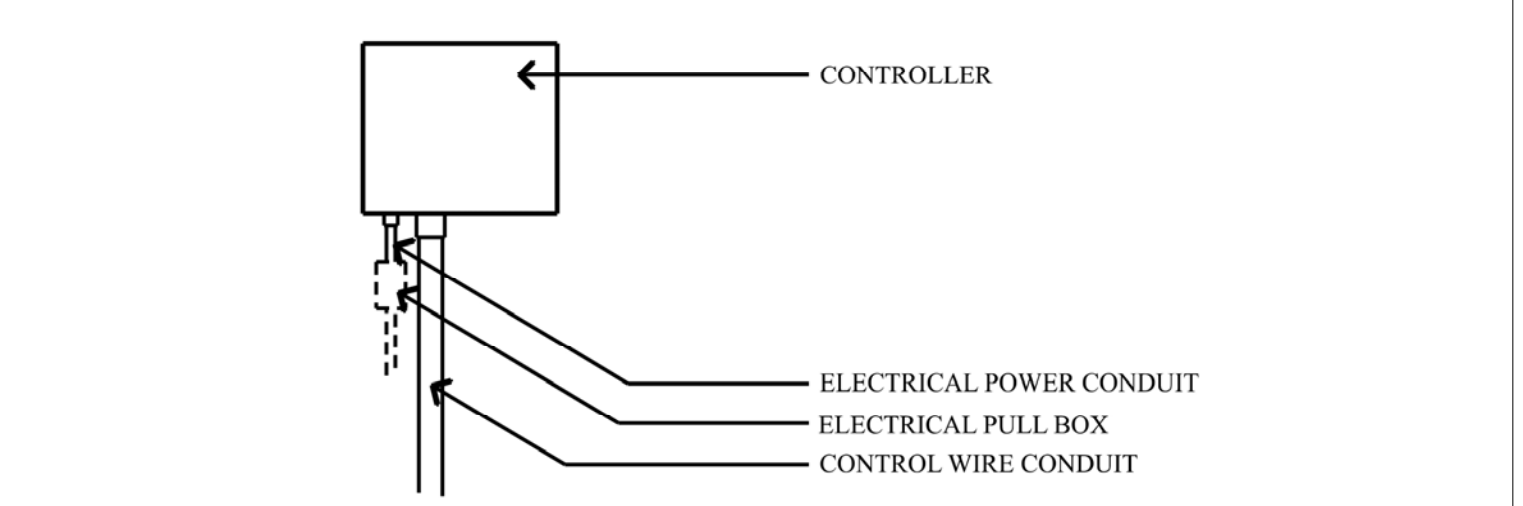 CONTROLLER
ELECTRICAL POWER CONDUIT
ELECTRICAL PULL BOX
CONTROL WIRE CONDUIT